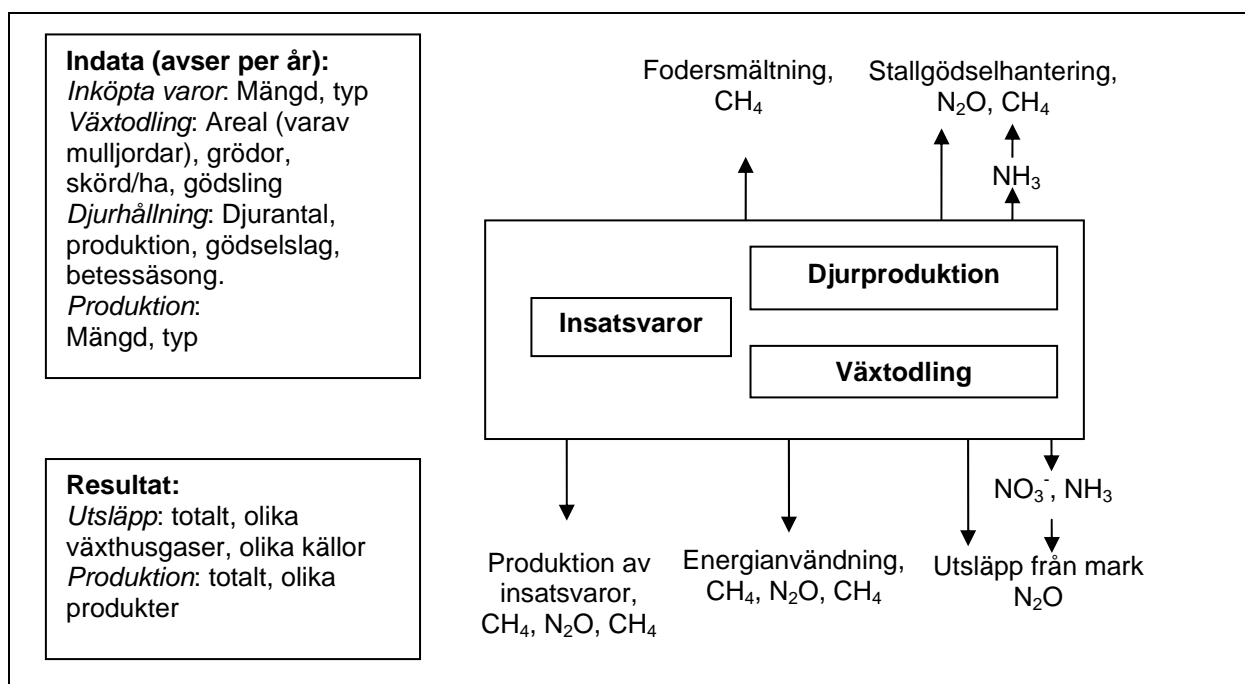 Indata (avser per år):
Inköpta varor: Mängd, typ
Växtodling: Areal (varav
mulljordar), grödor,
skörd/ha, gödsling
Djurhållning: Djurantal,
produktion, gödselslag,
betessäsong.
Produktion:
Mängd, typ
Resultat:
Utsläpp: totalt, olika
växthusgaser, olika källor
Produktion: totalt, olika
produkter
Fodersmältning,
CH₄
Stallgödselhantering,
N₂O, CH₄
NH₃
Djurproduktion
Insatsvaror
Växtodling
NO₃⁻, NH₃
Produktion av
insatsvaror,
CH₄, N₂O, CH₄
Energianvändning,
CH₄, N₂O, CH₄
Utsläpp från mark
N₂O